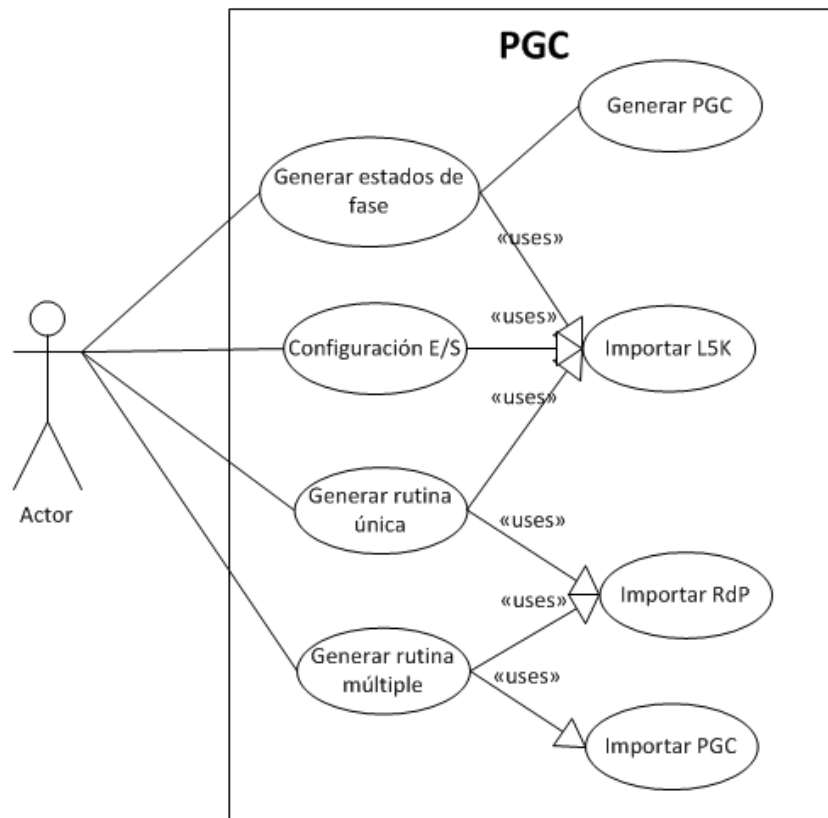 PGC
Generar PGC
Generar estados de
fase
«uses»
«uses»
Configuración E/S
Importar L5K
«uses»
Generar rutina
única
«uses»
Actor
Importar RdP
«uses»
Generar rutina
múltiple
«uses»
Importar PGC